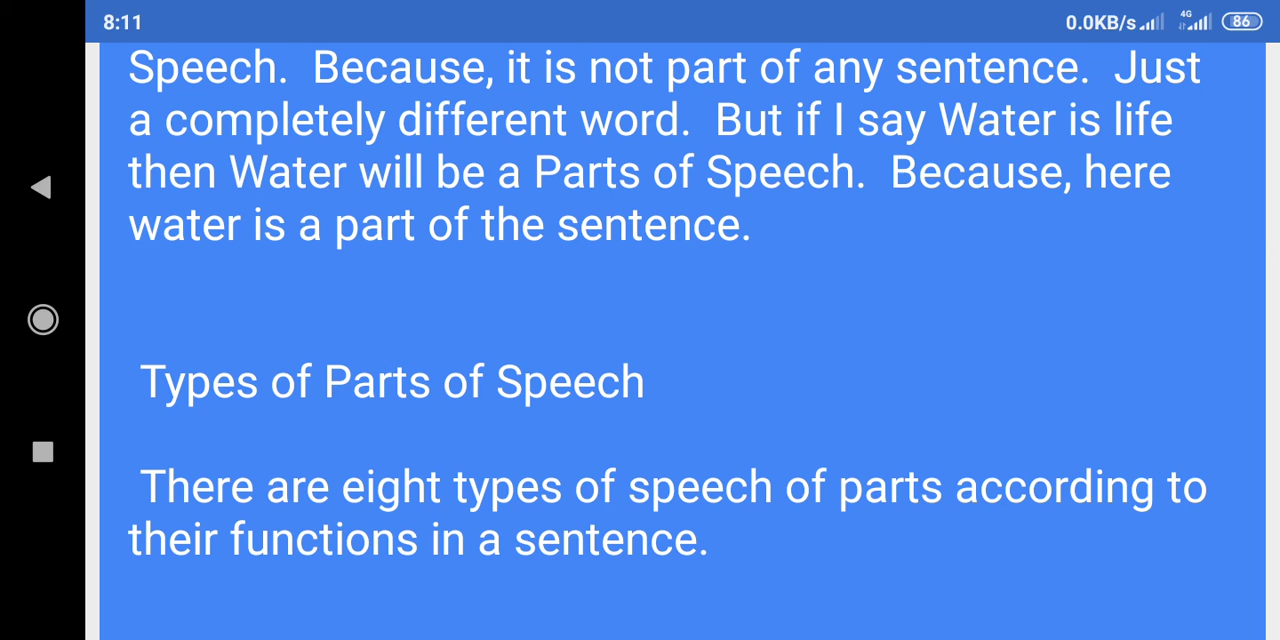 8:11 0.0KB/s 4G 86
Speech. Because, it is not part of any sentence. Just
a completely different word. But if I say Water is life
then Water will be a Parts of Speech. Because, here
water is a part of the sentence.
Types of Parts of Speech
There are eight types of speech of parts according to
their functions in a sentence.